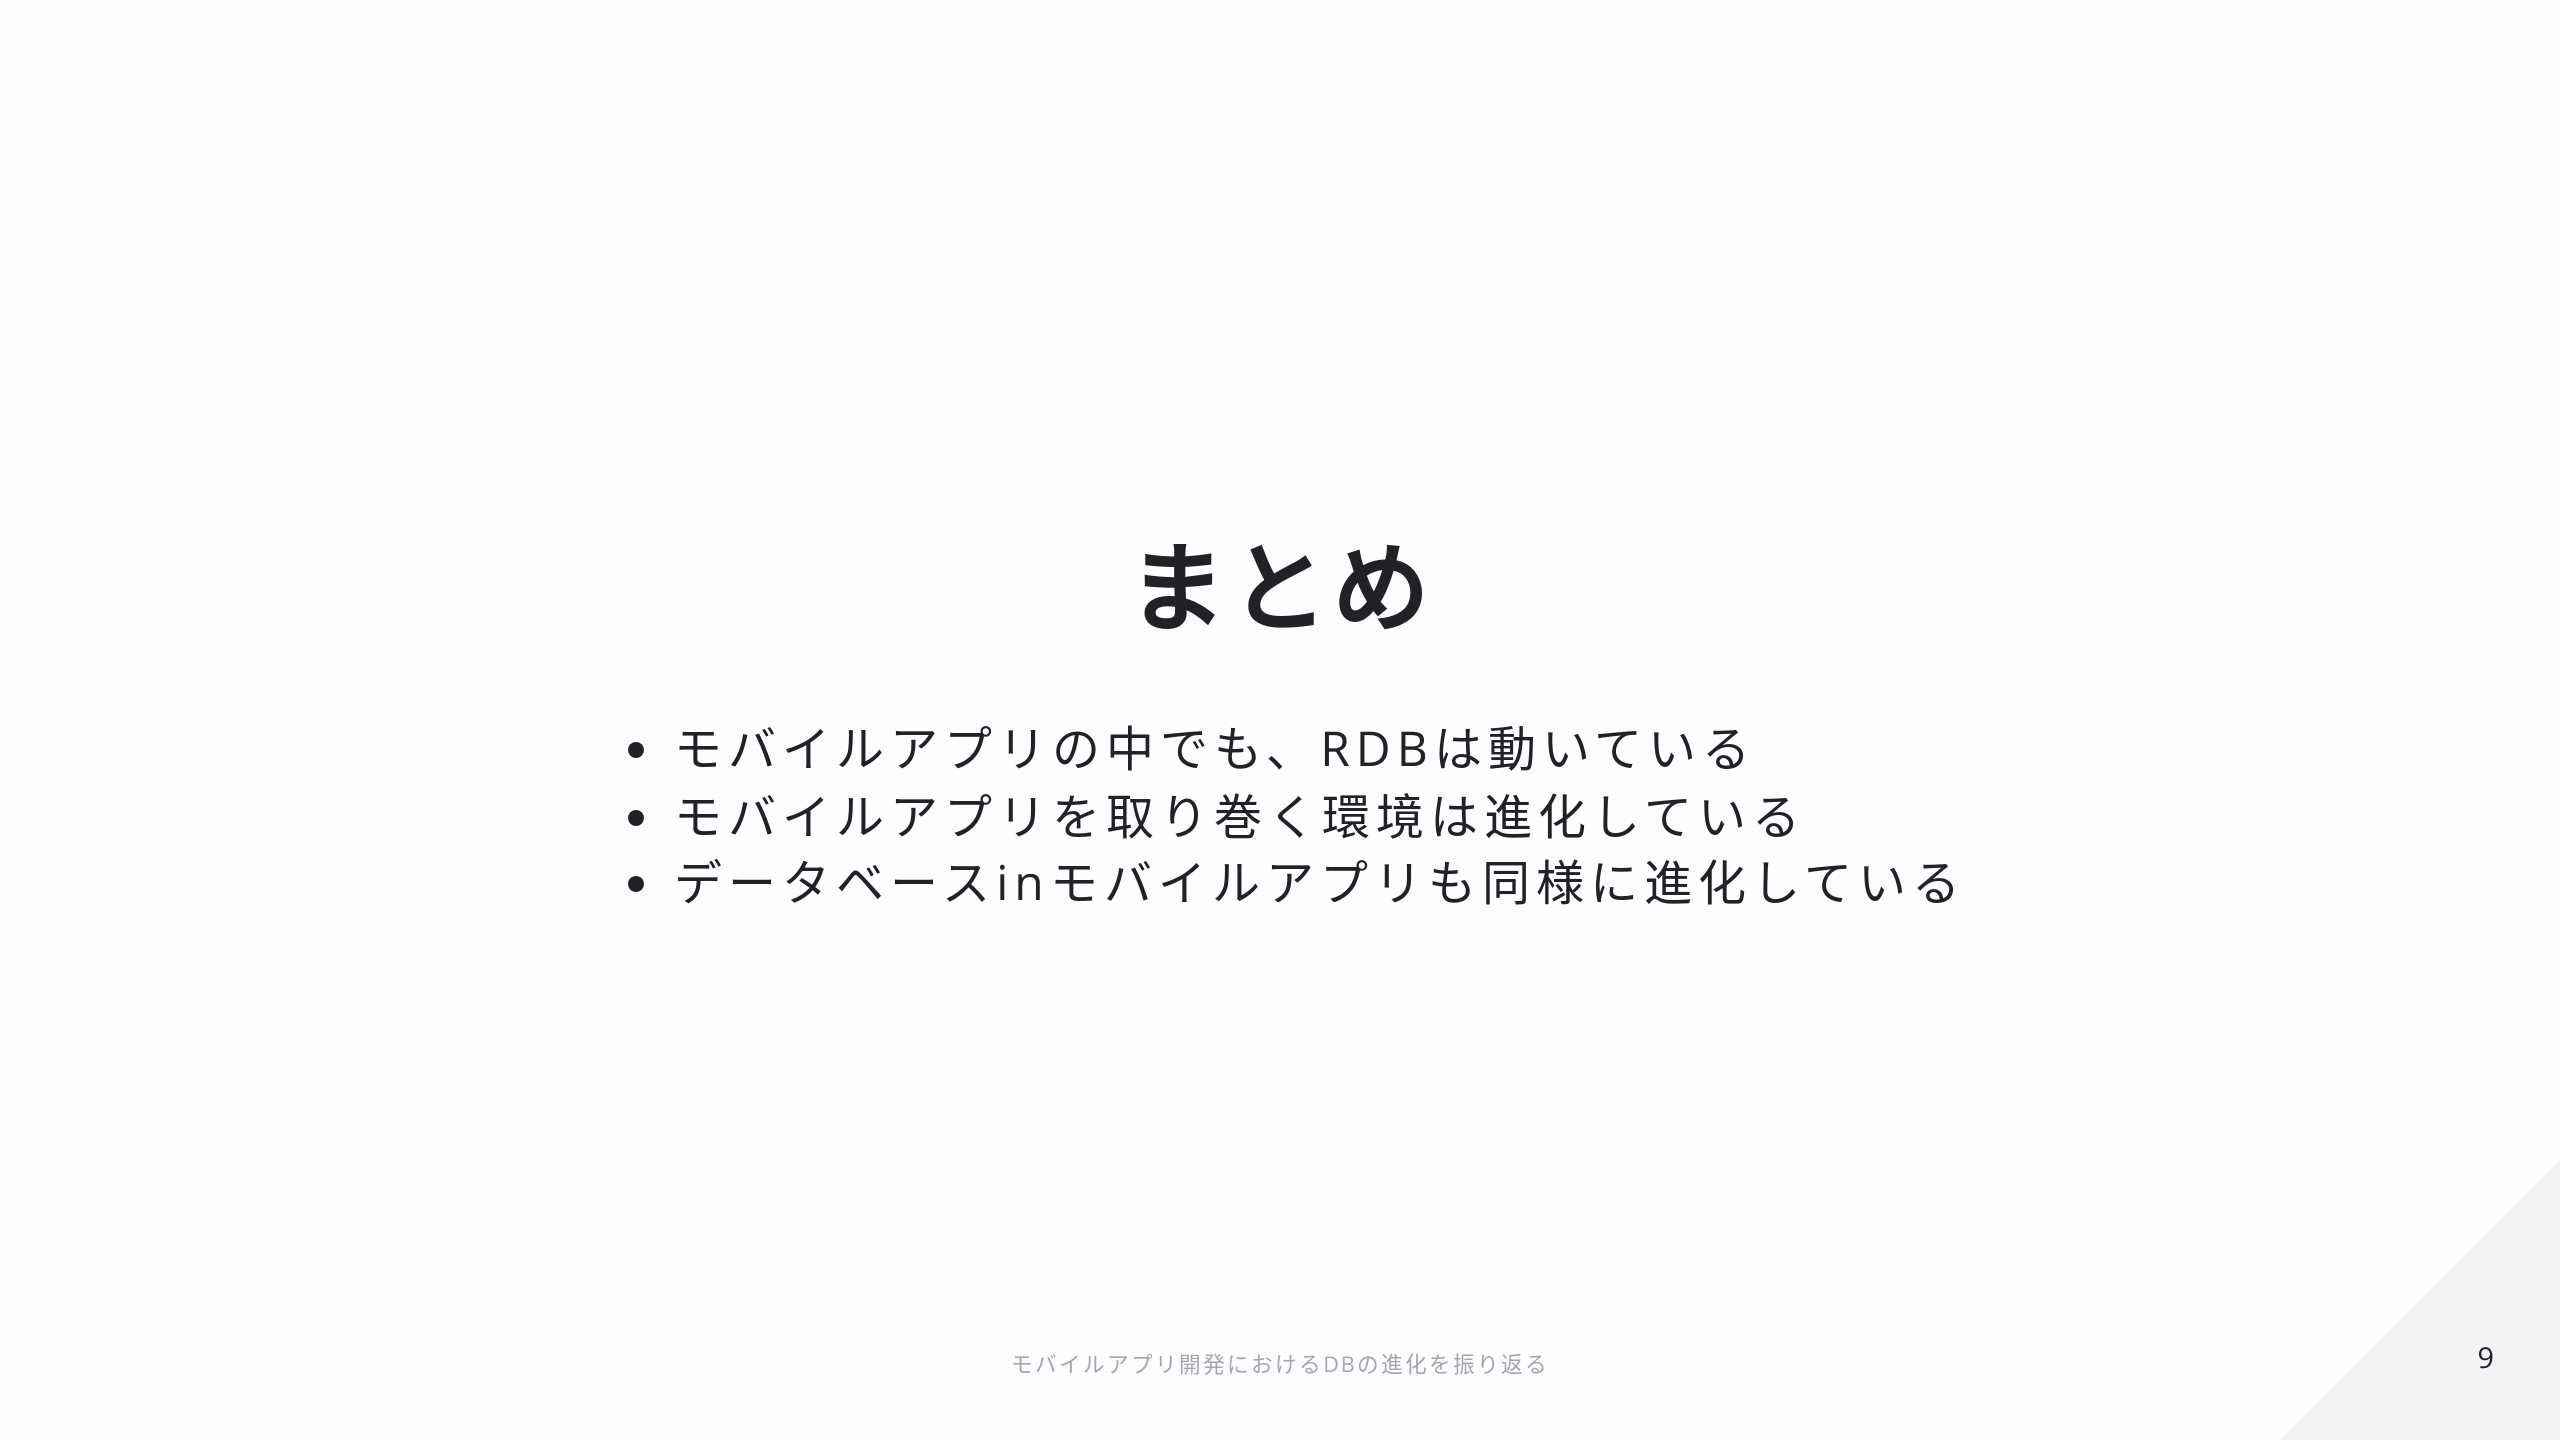 まとめ
モバイルアプリの中でも、RDBは動いている
モバイルアプリを取り巻く環境は進化している
データベースinモバイルアプリも同様に進化している
モバイルアプリ開発におけるDBの進化を振り返る
9